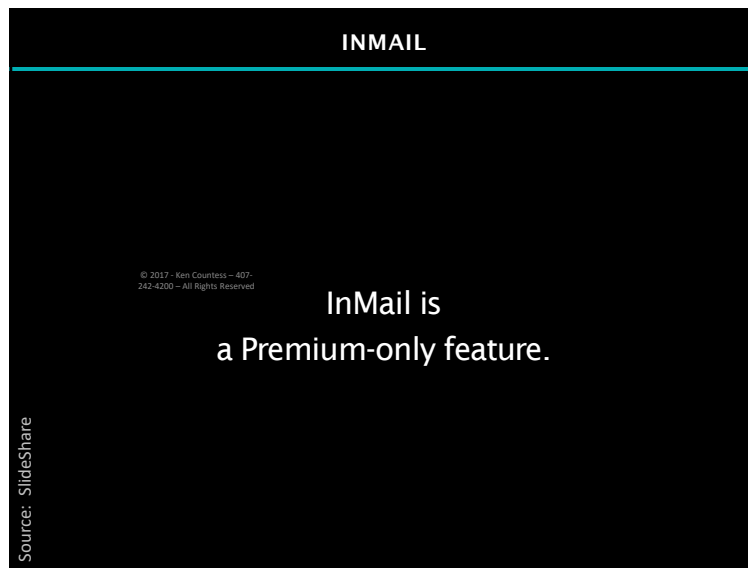 INMAIL
© 2017 - Ken Countess – 407-
242-4200 – All Rights Reserved
InMail is
a Premium-only feature.
Source: SlideShare